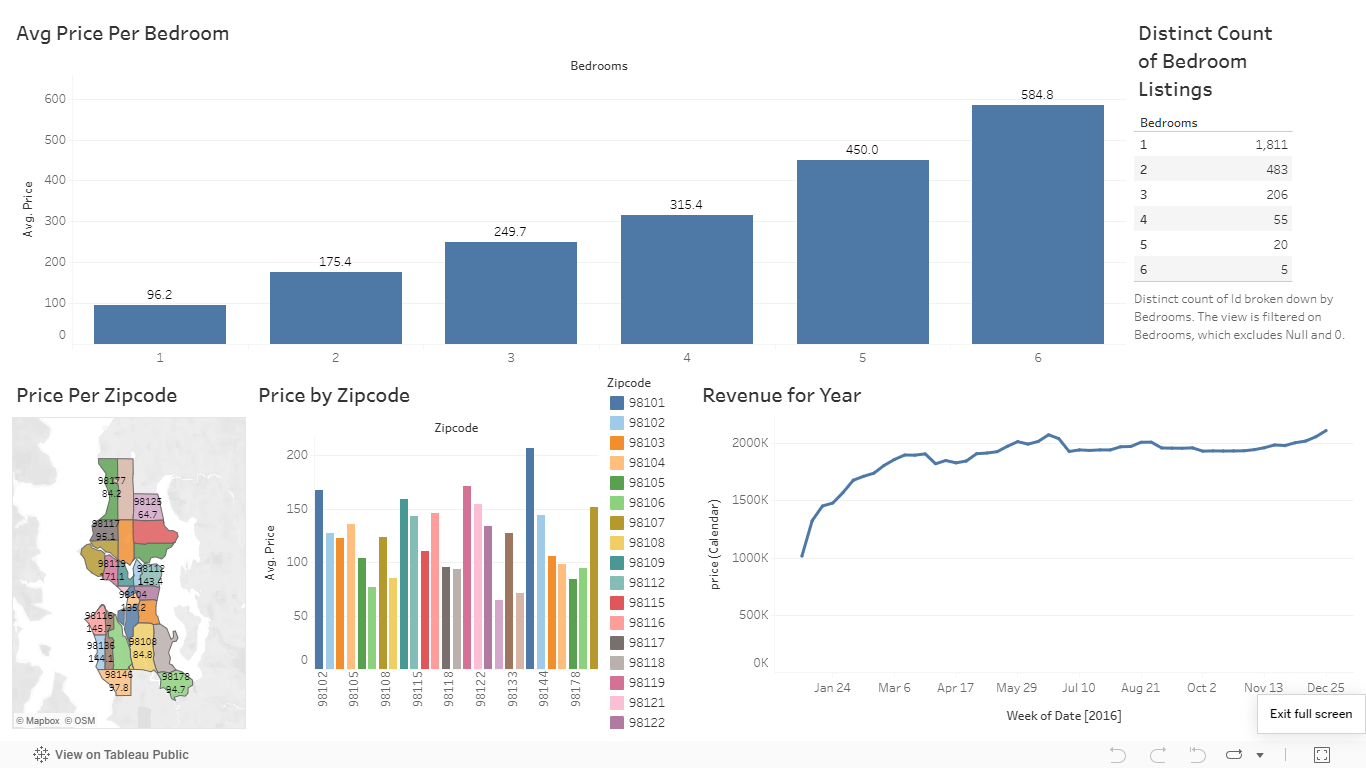 Avg Price Per Bedroom
Bedrooms
Avg. Price
600
500
400
300
200
100
0
96.2
175.4
249.7
315.4
450.0
584.8
1
2
3
4
5
6
Distinct Count
of Bedroom
Listings
Bedrooms
1 1,811
2 483
3 206
4 55
5 20
6 5
Distinct count of Id broken down by
Bedrooms. The view is filtered on
Bedrooms, which excludes Null and 0.
Price Per Zipcode
98177
84.2
98125
64.7
98117
95.1
98119
171.1
98112
143.4
98104
135.2
98116
145.7
98136
144.1
98108
84.8
98146
97.8
98178
94.7
© Mapbox © OSM
Price by Zipcode
Zipcode
Avg. Price
200
150
100
50
0
98102
98105
98108
98115
98118
98122
98133
98144
98178
Zipcode
98101
98102
98103
98104
98105
98106
98107
98108
98109
98112
98115
98116
98117
98118
98119
98121
98122
Revenue for Year
price (Calendar)
2000K
1500K
1000K
500K
0K
Jan 24
Mar 6
Apr 17
May 29
Jul 10
Aug 21
Oct 2
Nov 13
Dec 25
Week of Date [2016]
Exit full screen
View on Tableau Public